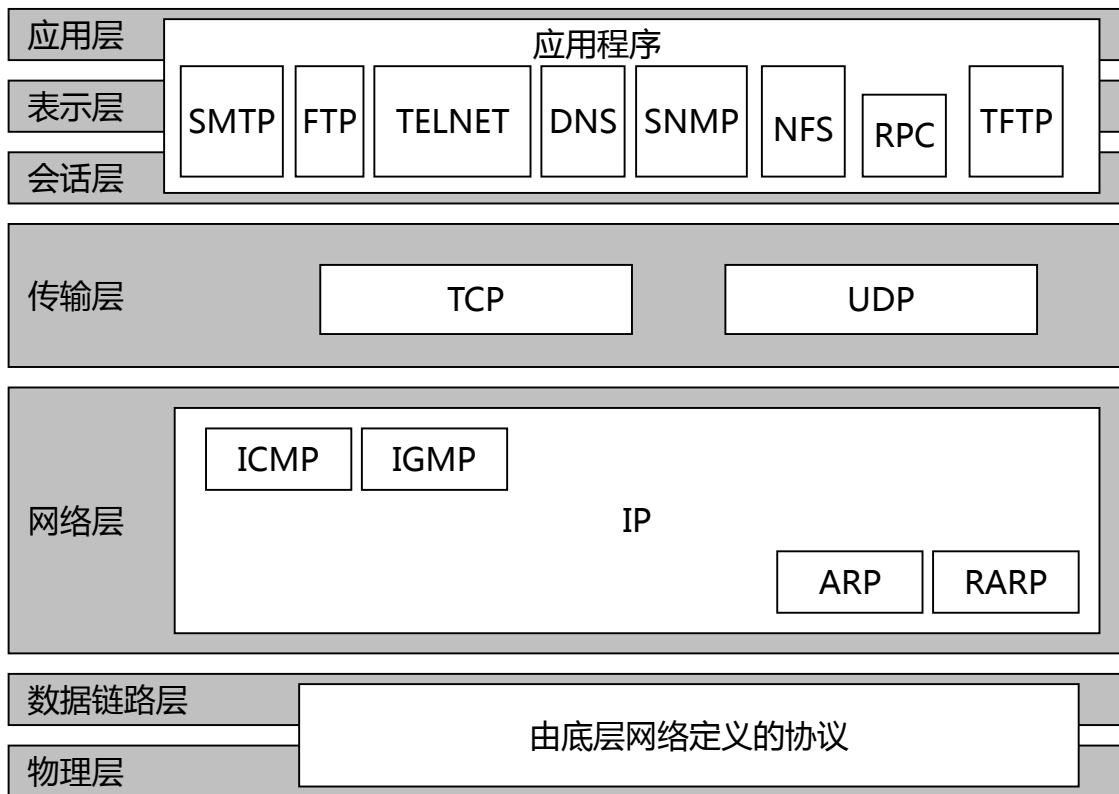 应用层
应用程序
表示层
SMTP FTP TELNET DNS SNMP NFS RPC TFTP
会话层
传输层
TCP UDP
ICMP IGMP
网络层
IP
ARP RARP
数据链路层
由底层网络定义的协议
物理层